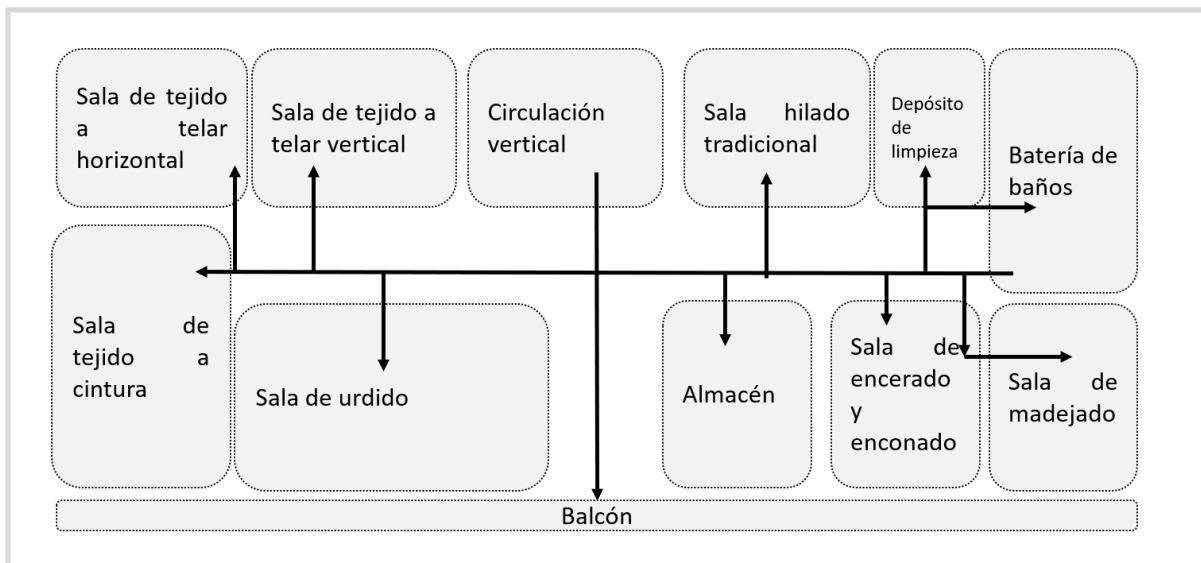 Sala de tejido
a telar
horizontal
Sala de tejido a
telar vertical
Circulación
vertical
Sala hilado
tradicional
Depósito
de
limpieza
Batería de
baños
Sala de
tejido a
cintura
Sala de urdido
Almacén
Sala de
encerado
y
enconado
Sala de
madejado
Balcón